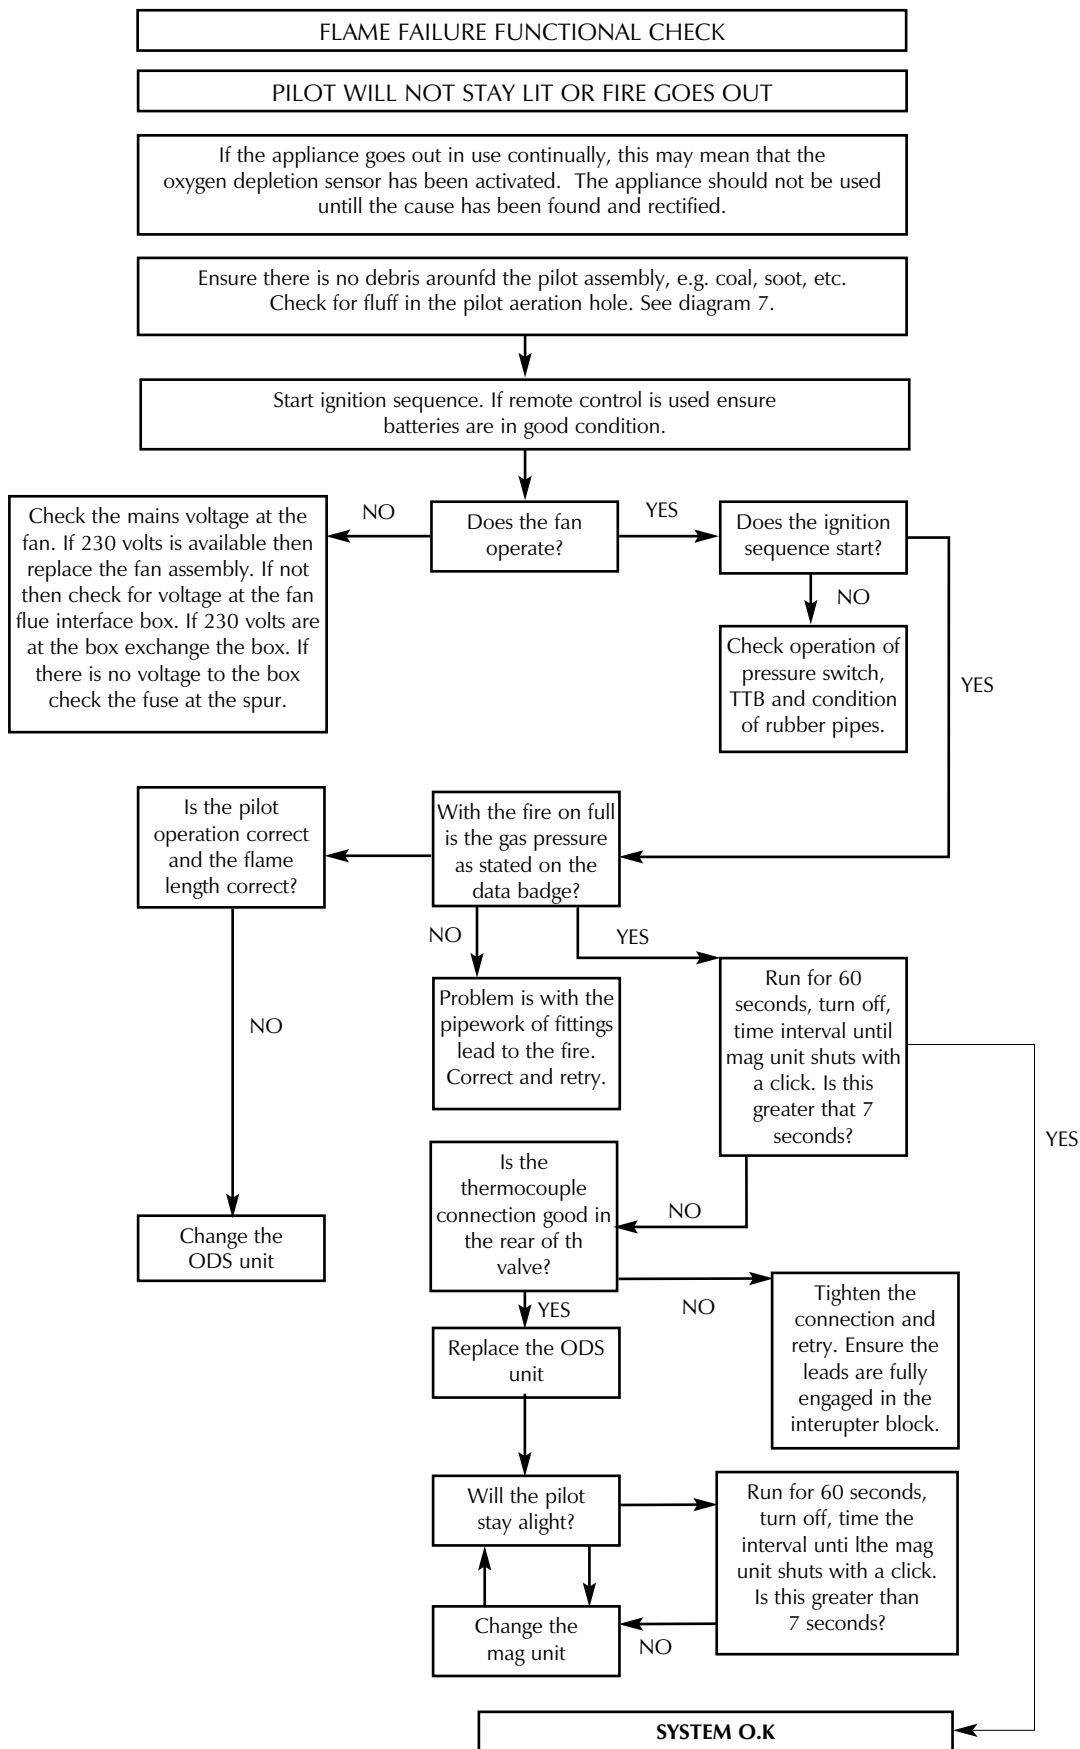 FLAME FAILURE FUNCTIONAL CHECK
PILOT WILL NOT STAY LIT OR FIRE GOES OUT
If the appliance goes out in use continually, this may mean that the
oxygen depletion sensor has been activated.  The appliance should not be used
untill the cause has been found and rectified.
Ensure there is no debris arounfd the pilot assembly, e.g. coal, soot, etc.
Check for fluff in the pilot aeration hole. See diagram 7.
Start ignition sequence. If remote control is used ensure
batteries are in good condition.
Check the mains voltage at the
fan. If 230 volts is available then
replace the fan assembly. If not
then check for voltage at the fan
flue interface box. If 230 volts are
at the box exchange the box. If
there is no voltage to the box
check the fuse at the spur.
NO
Does the fan
operate?
YES
Does the ignition
sequence start?
NO
Check operation of
pressure switch,
TTB and condition
of rubber pipes.
YES
Is the pilot
operation correct
and the flame
length correct?
With the fire on full
is the gas pressure
as stated on the
data badge?
NO
YES
NO
Problem is with the
pipework of fittings
lead to the fire.
Correct and retry.
Run for 60
seconds, turn off,
time interval until
mag unit shuts with
a click. Is this
greater that 7
seconds?
YES
Change the
ODS unit
Is the
thermocouple
connection good in
the rear of th
valve?
NO
NO
YES
Tighten the
connection and
retry. Ensure the
leads are fully
engaged in the
interupter block.
Replace the ODS
unit
Will the pilot
stay alight?
Run for 60 seconds,
turn off, time the
interval unti lthe mag
unit shuts with a click.
Is this greater than
7 seconds?
NO
Change the
mag unit
SYSTEM O.K